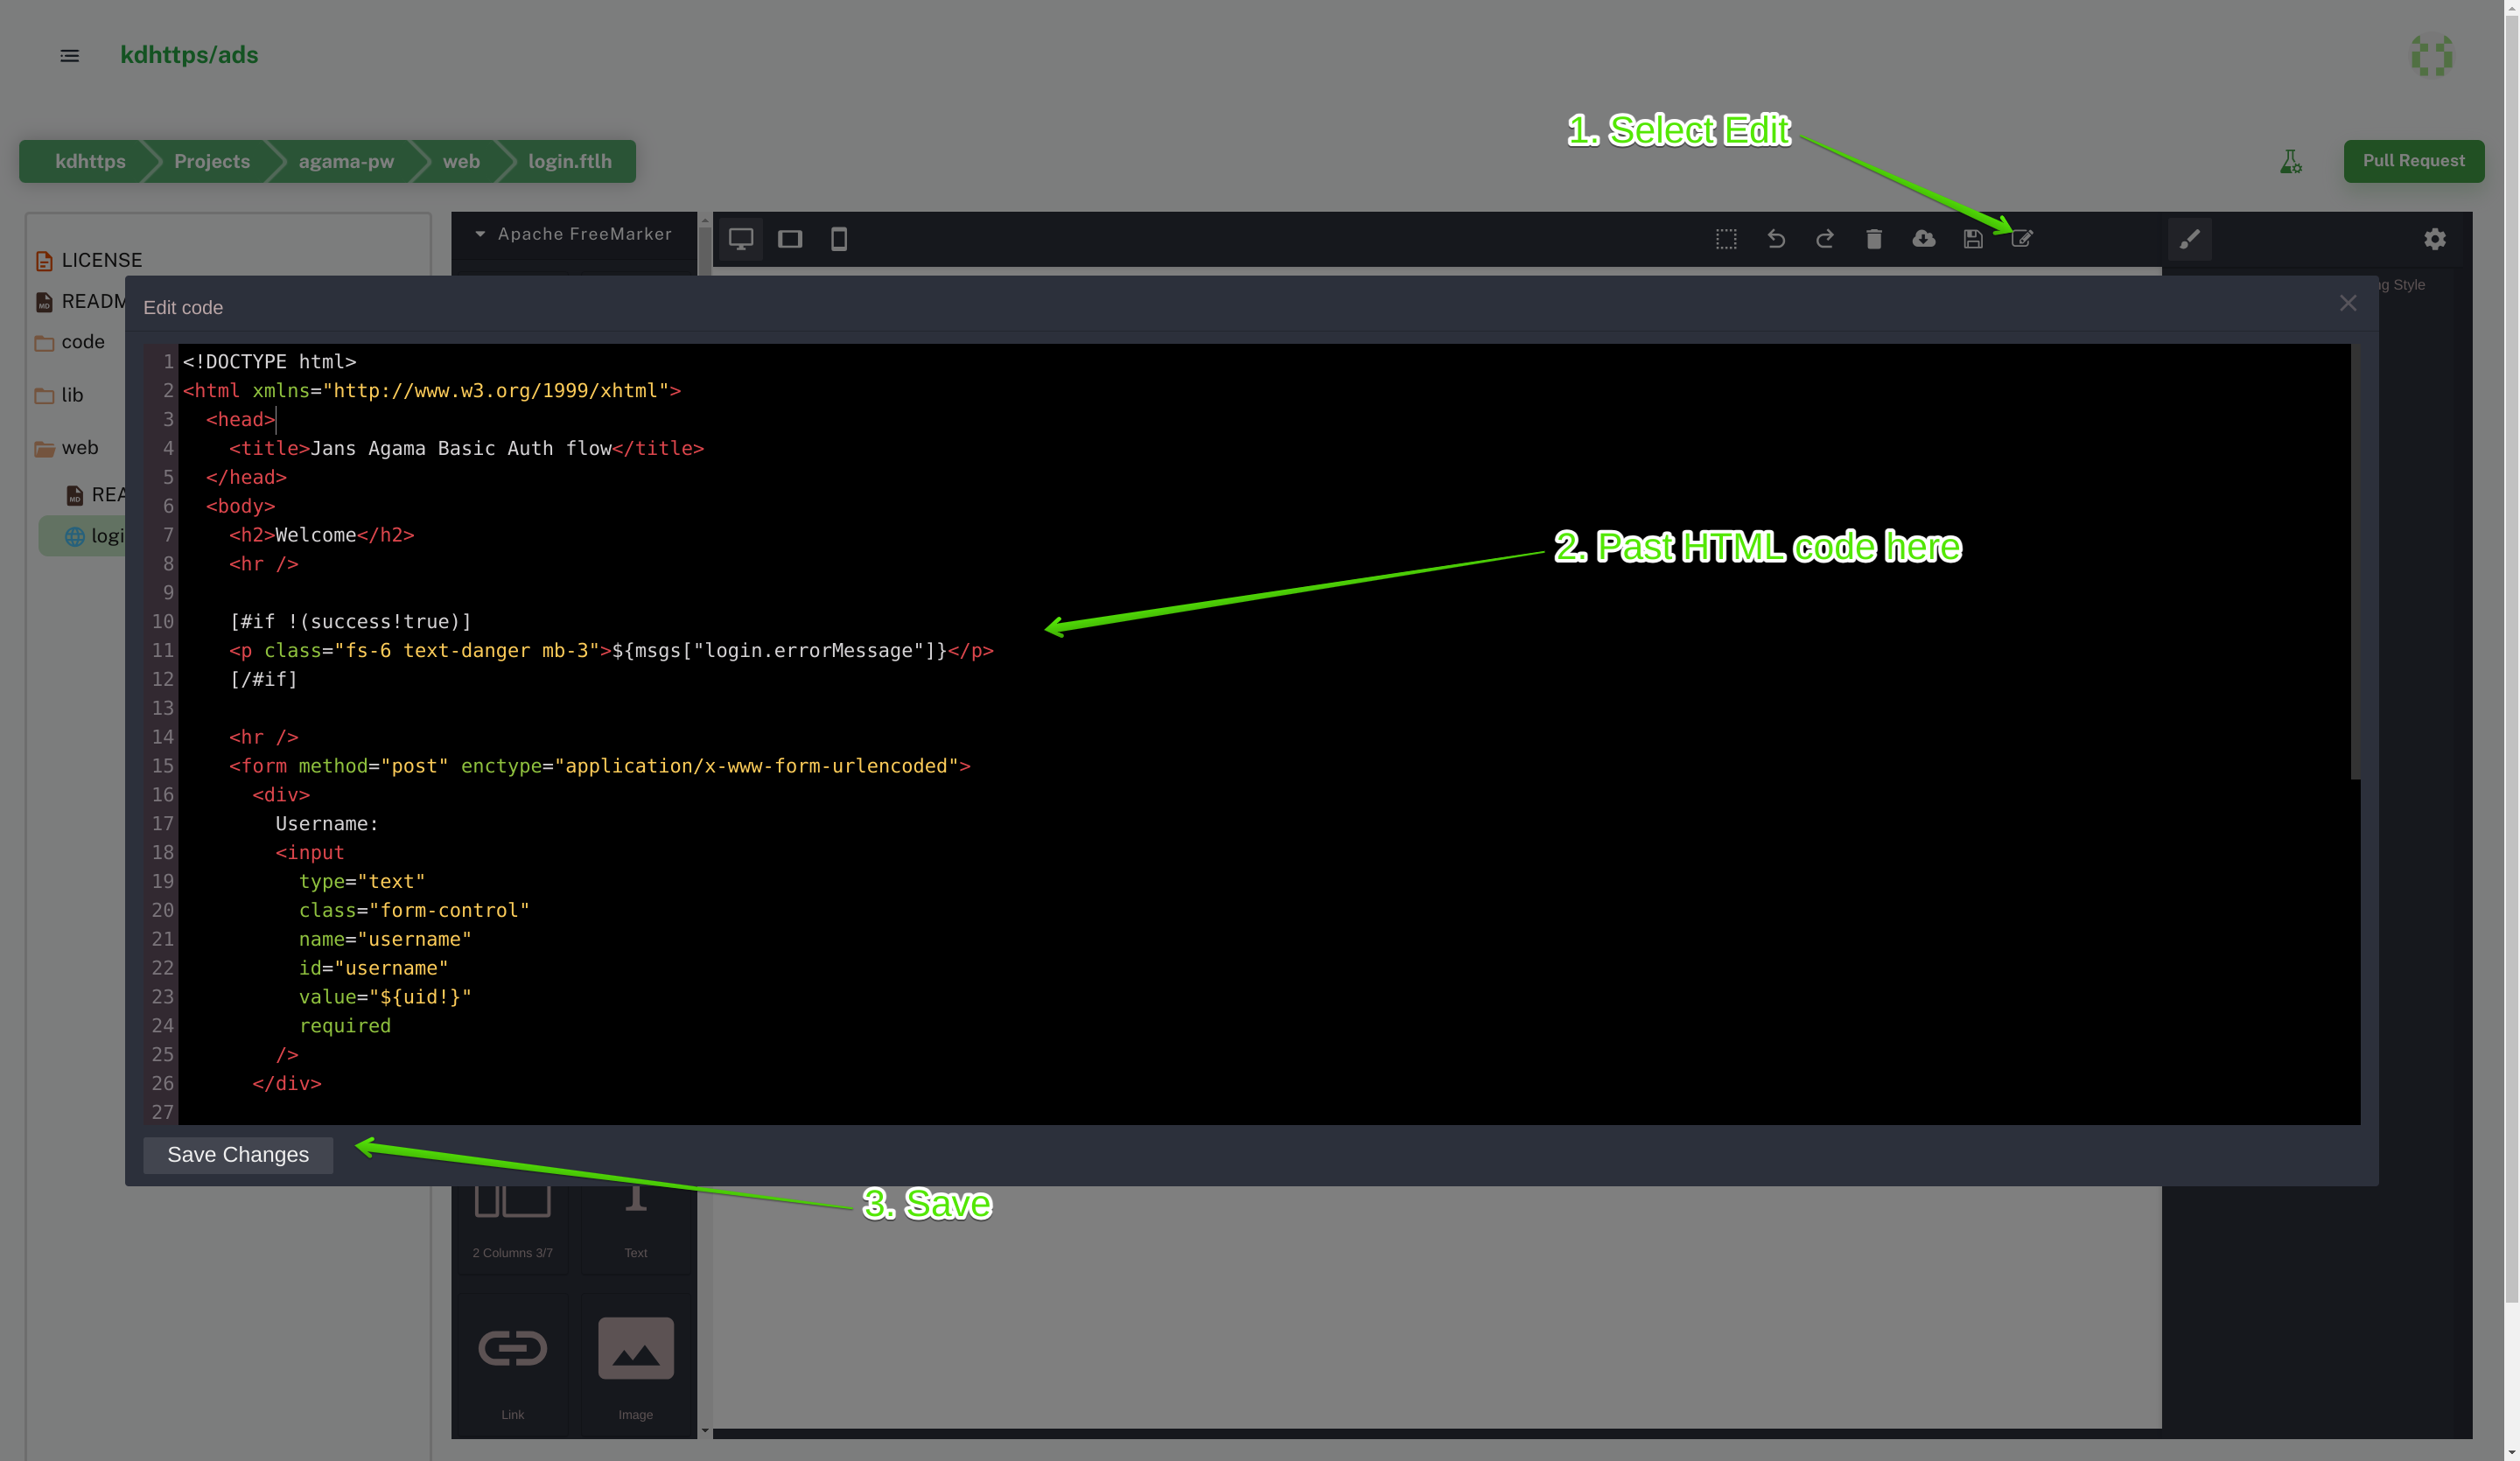 kdhttps/ads
1. Select Edit
kdhttps Projects agama-pw web login.ftlh
Pull Request
Apache FreeMarker
LICENSE
code
lib
web
Style
Edit code
1 <!DOCTYPE html>
2 <html xmlns="http://www.w3.org/1999/xhtml">
3 <head>
4 <title>Jans Agama Basic Auth flow</title>
5 </head>
6 <body>
7 <h2>Welcome</h2>
8 <hr />
9
10 [#if !(success!true)]
11 <p class="fs-6 text-danger mb-3">${msgs["login.errorMessage"]}</p>
12 [/#if]
13
14 <hr />
15 <form method="post" enctype="application/x-www-form-urlencoded">
16 <div>
17 Username:
18 <input
19 type="text"
20 class="form-control"
21 name="username"
22 id="username"
23 value="${uid!}"
24 required
25 />
26 </div>
27
2. Past HTML code here
Save Changes
3. Save
2 Columns 3/7
Text
Link
Image